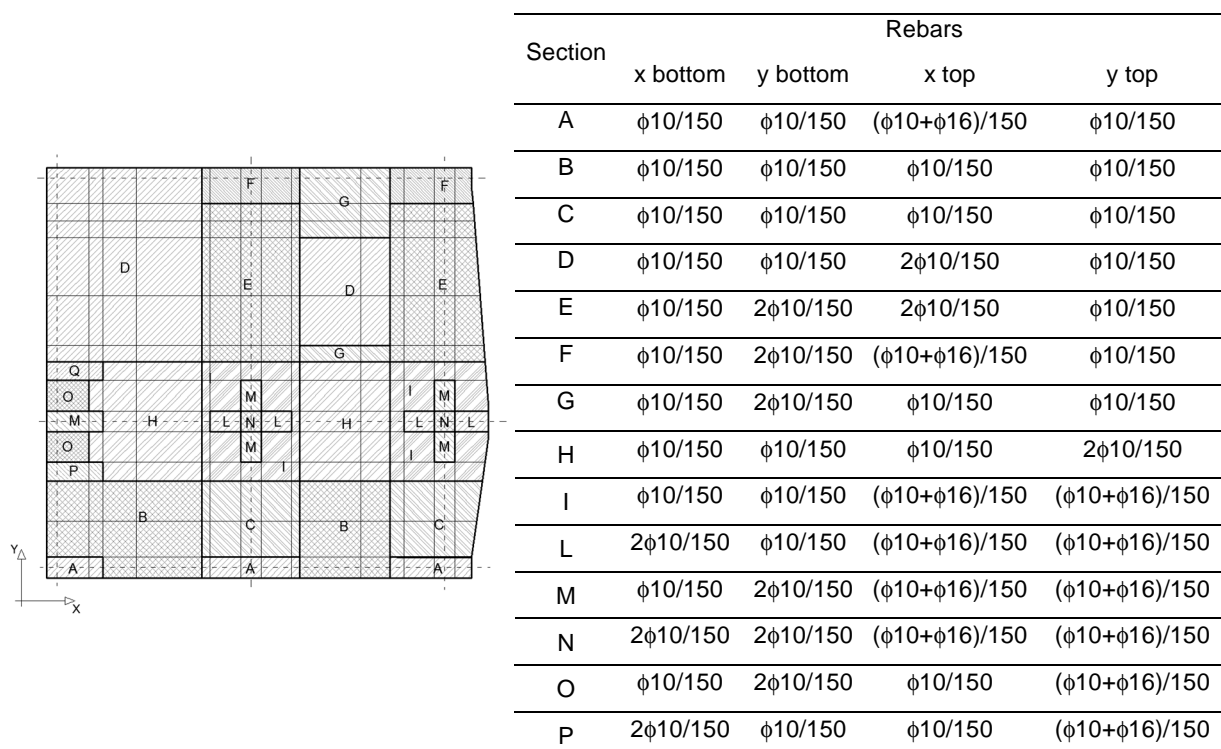 Section Rebars
x bottom y bottom x top y top
A ϕ10/150 ϕ10/150 (ϕ10+ϕ16)/150 ϕ10/150
B ϕ10/150 ϕ10/150 ϕ10/150 ϕ10/150
C ϕ10/150 ϕ10/150 ϕ10/150 ϕ10/150
D ϕ10/150 ϕ10/150 2ϕ10/150 ϕ10/150
E ϕ10/150 2ϕ10/150 2ϕ10/150 ϕ10/150
F ϕ10/150 2ϕ10/150 (ϕ10+ϕ16)/150 ϕ10/150
G ϕ10/150 2ϕ10/150 ϕ10/150 ϕ10/150
H ϕ10/150 ϕ10/150 ϕ10/150 2ϕ10/150
I ϕ10/150 ϕ10/150 (ϕ10+ϕ16)/150 (ϕ10+ϕ16)/150
L 2ϕ10/150 ϕ10/150 (ϕ10+ϕ16)/150 (ϕ10+ϕ16)/150
M ϕ10/150 2ϕ10/150 (ϕ10+ϕ16)/150 (ϕ10+ϕ16)/150
N 2ϕ10/150 2ϕ10/150 (ϕ10+ϕ16)/150 (ϕ10+ϕ16)/150
O ϕ10/150 2ϕ10/150 ϕ10/150 (ϕ10+ϕ16)/150
P 2ϕ10/150 ϕ10/150 ϕ10/150 (ϕ10+ϕ16)/150
F F
G
D
E D E
G
Q
I I
O M M
M H L N L H L N L
O M M
P I I
B C B C
A A A
Y
X